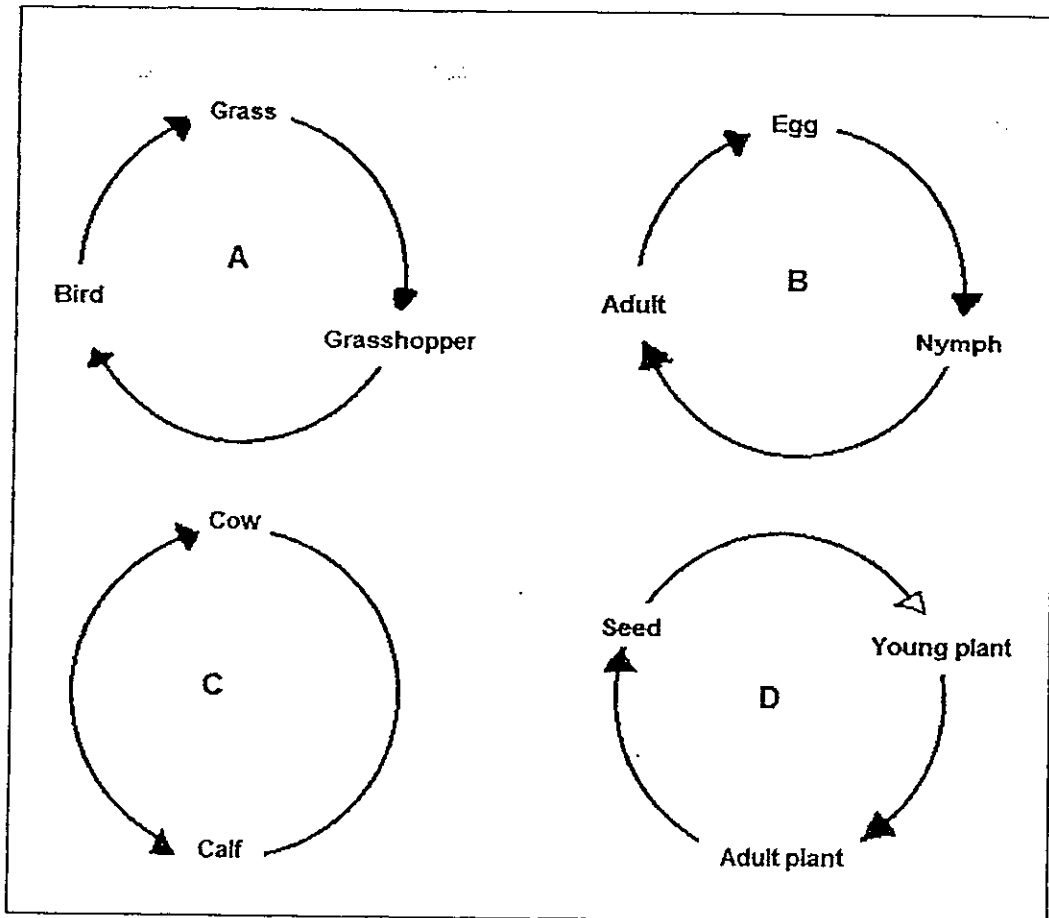 Grass
A
Bird
Grasshopper
Egg
B
Adult
Nymph
Cow
C
Calf
Seed
Young plant
D
Adult plant